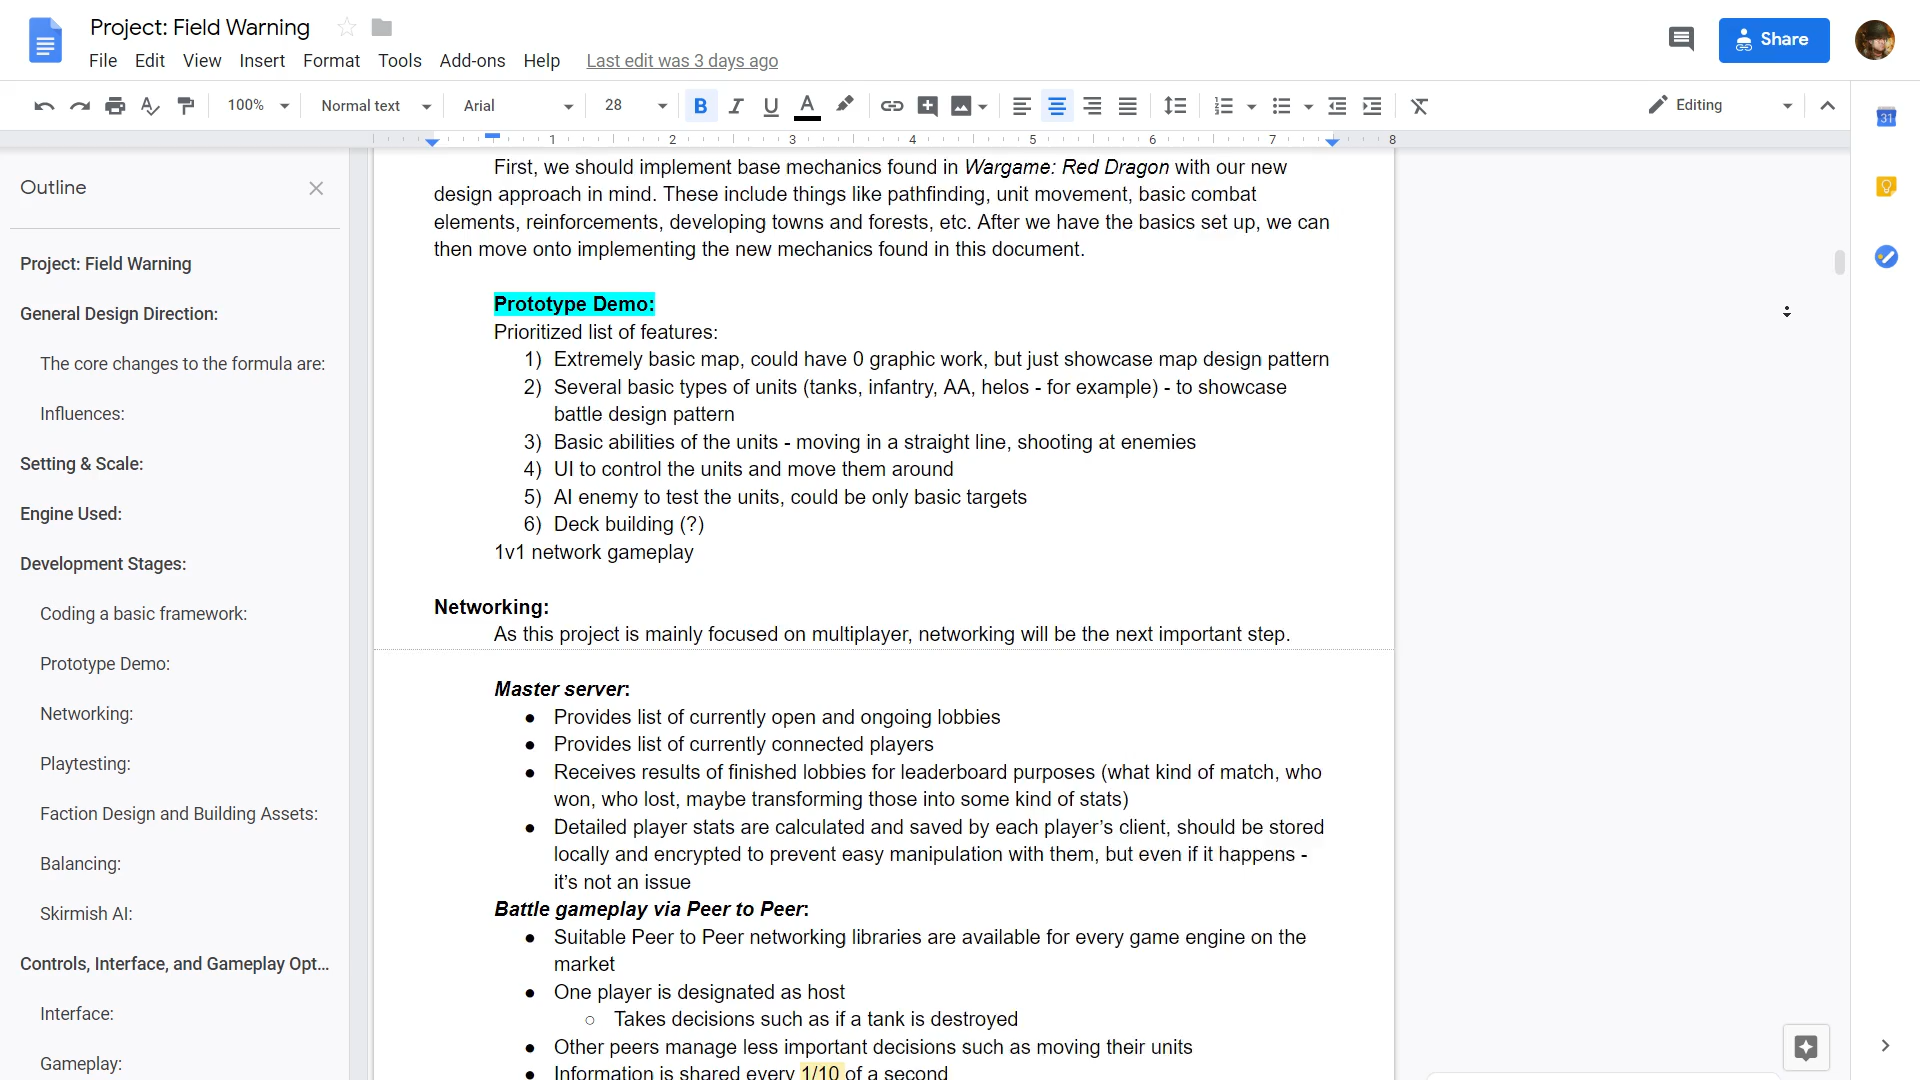 Project: Field Warning
File Edit View Insert Format Tools Add-ons Help Last edit was 3 days ago
Share
100% Normal text Arial 28 B I U A Editing
31
1 2 3 4 5 6 7 8
Outline
Project: Field Warning
General Design Direction:
The core changes to the formula are:
Influences:
Setting & Scale:
Engine Used:
Development Stages:
Coding a basic framework:
Prototype Demo:
Networking:
Playtesting:
Faction Design and Building Assets:
Balancing:
Skirmish AI:
Controls, Interface, and Gameplay Opt...
Interface:
Gameplay:
First, we should implement base mechanics found in Wargame: Red Dragon with our new
design approach in mind. These include things like pathfinding, unit movement, basic combat
elements, reinforcements, developing towns and forests, etc. After we have the basics set up, we can
then move onto implementing the new mechanics found in this document.
Prototype Demo:
Prioritized list of features:
1) Extremely basic map, could have 0 graphic work, but just showcase map design pattern
2) Several basic types of units (tanks, infantry, AA, helos - for example) - to showcase
battle design pattern
3) Basic abilities of the units - moving in a straight line, shooting at enemies
4) UI to control the units and move them around
5) AI enemy to test the units, could be only basic targets
6) Deck building (?)
1v1 network gameplay
Networking:
As this project is mainly focused on multiplayer, networking will be the next important step.
Master server:
● Provides list of currently open and ongoing lobbies
● Provides list of currently connected players
● Receives results of finished lobbies for leaderboard purposes (what kind of match, who
won, who lost, maybe transforming those into some kind of stats)
● Detailed player stats are calculated and saved by each player’s client, should be stored
locally and encrypted to prevent easy manipulation with them, but even if it happens -
it’s not an issue
Battle gameplay via Peer to Peer:
● Suitable Peer to Peer networking libraries are available for every game engine on the
market
● One player is designated as host
○ Takes decisions such as if a tank is destroyed
● Other peers manage less important decisions such as moving their units
● Information is shared every 1/10 of a second